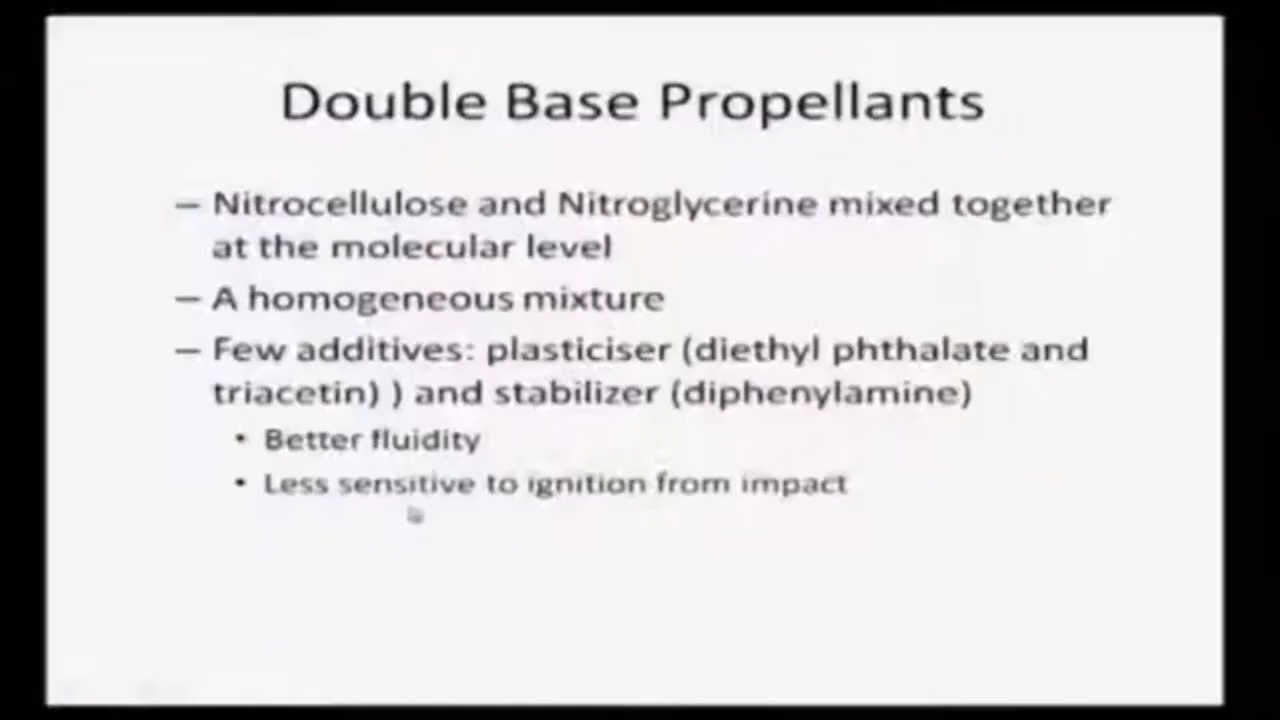 Double Base Propellants
– Nitrocellulose and Nitroglycerine mixed together
at the molecular level
– A homogeneous mixture
– Few additives: plasticiser (diethyl phthalate and
triacetin) ) and stabilizer (diphenylamine)
• Better fluidity
• Less sensitive to ignition from impact